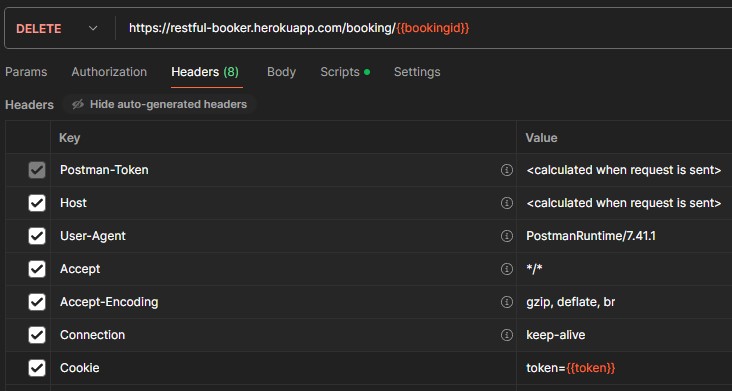 DELETE https://restful-booker.herokuapp.com/booking/{{bookingid}}
Params Authorization Headers (8) Body Scripts Settings
Headers Hide auto-generated headers
Key Value
Postman-Token <calculated when request is sent>
Host <calculated when request is sent>
User-Agent PostmanRuntime/7.41.1
Accept */*
Accept-Encoding gzip, deflate, br
Connection keep-alive
Cookie token={{token}}